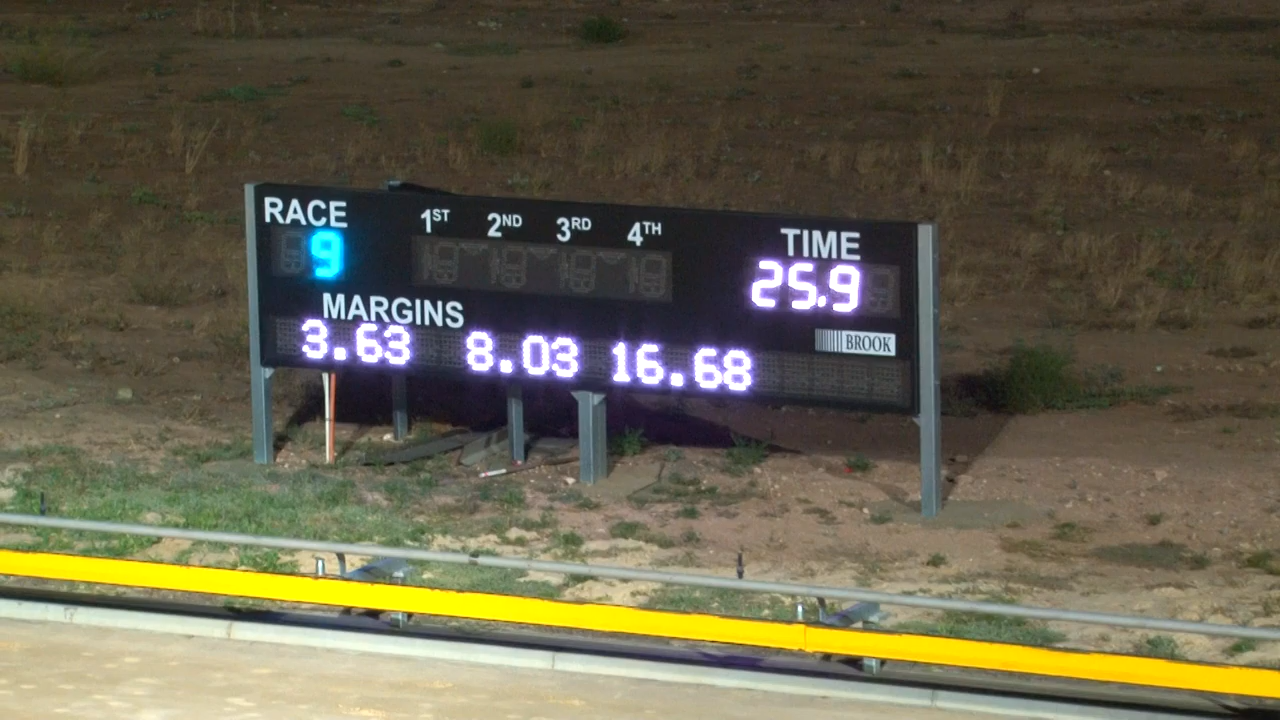 RACE 1ST 2ND 3RD 4TH TIME
9 25.9
MARGINS
BROOK
3.63 8.03 16.68